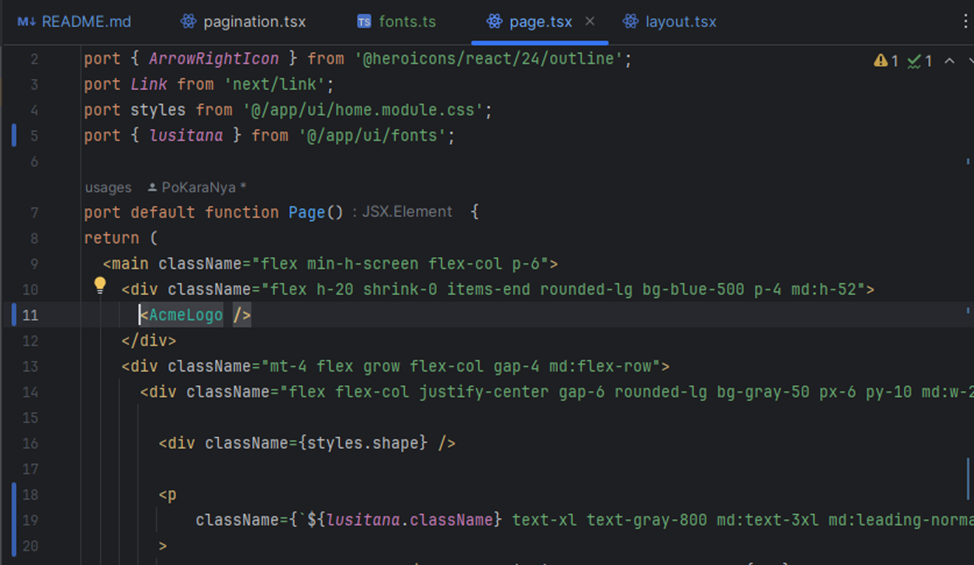 M↓ README.md pagination.tsx TS fonts.ts page.tsx × layout.tsx
2 port { ArrowRightIcon } from '@heroicons/react/24/outline'; 1 1
3 port Link from 'next/link';
4 port styles from '@/app/ui/home.module.css';
5 port { lusitana } from '@/app/ui/fonts';
6
usages PoKaraNya *
7 port default function Page() : JSX.Element {
8 return (
9 <main className="flex min-h-screen flex-col p-6">
10 <div className="flex h-20 shrink-0 items-end rounded-lg bg-blue-500 p-4 md:h-52">
11 <AcmeLogo />
12 </div>
13 <div className="mt-4 flex grow flex-col gap-4 md:flex-row">
14 <div className="flex flex-col justify-center gap-6 rounded-lg bg-gray-50 px-6 py-10 md:w-2
15
16 <div className={styles.shape} />
17
18 <p
19 className={`${lusitana.className} text-xl text-gray-800 md:text-3xl md:leading-norma
20 >